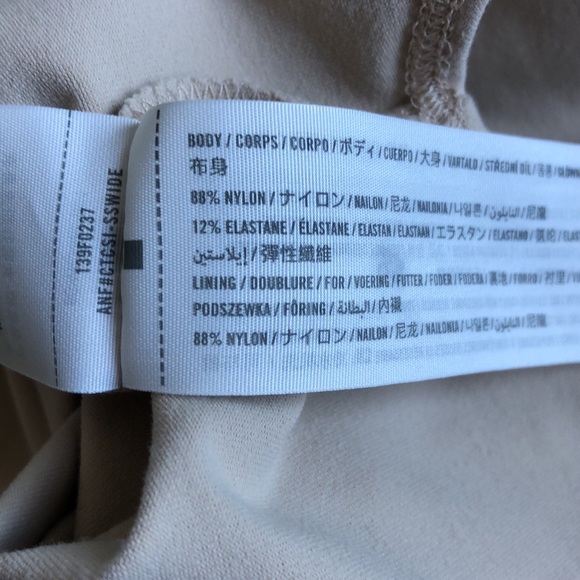 BODY / CORPS / CORPO / ボディ / CUERPO / 大身 / VARTALO / STŘEDNÍ DÍL /
布身
88% NYLON / ナイロン / NAILON / 尼龙 / NAILONIA / 나일론 / النايلون / 尼龍
12% ELASTANE / ÉLASTANE / ELASTAN / ELASTAAN / エラスタン / ELASTANO /
إيلاستين / 彈性纖維
LINING / DOUBLURE / FOR / VOERING / FUTTER / FODER / FODERA / 裏地 / FORRO / 衬里 /
PODSZEWKA / FÔRING / البطانة / 內襯
88% NYLON / ナイロン / NAILON / 尼龙 / NAILONIA / 나일론 / النايلون / 尼龍
139F0237
ANF#CTCSI-SSWIDE